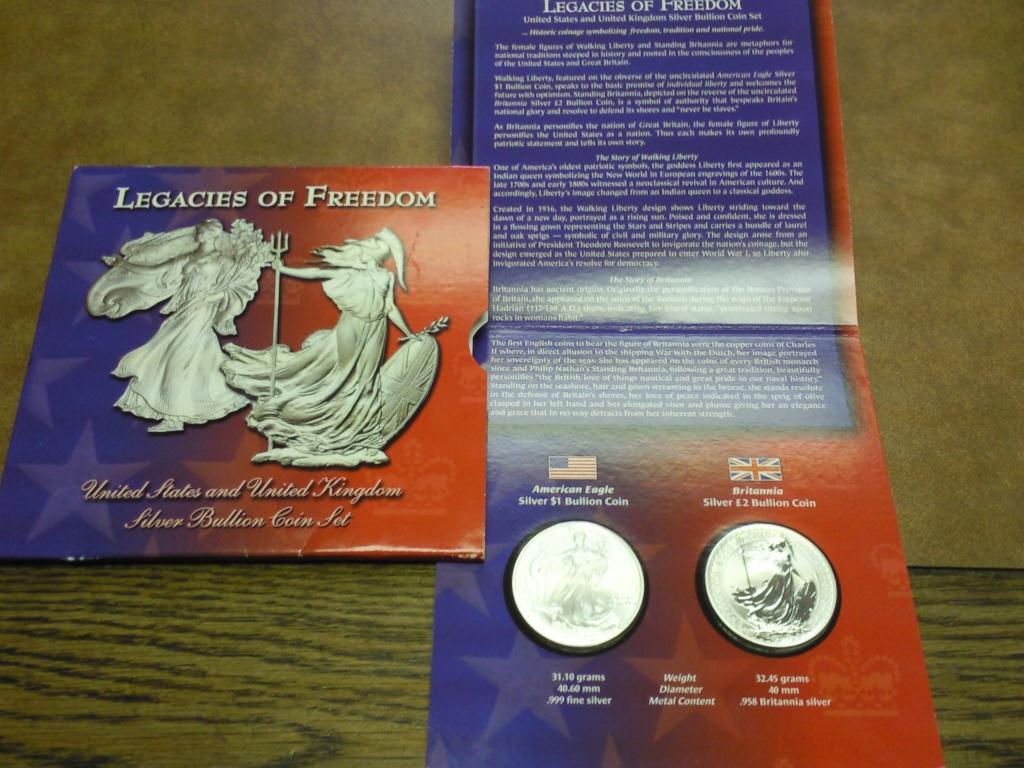 LEGACIES OF FREEDOM
United States and United Kingdom
Silver Bullion Coin Set
LEGACIES OF FREEDOM
United States and United Kingdom Silver Bullion Coin Set
... Historic coinage symbolizing freedom, tradition and national pride.
The female figures of Walking Liberty and Standing Britannia are metaphors for
national traditions steeped in history and rooted in the consciousness of the peoples
of the United States and Great Britain.
Walking Liberty, featured on the obverse of the uncirculated American Eagle Silver
$1 Bullion Coin, speaks to the basic premise of individual liberty and welcomes the
future with optimism. Standing Britannia, depicted on the reverse of the uncirculated
Britannia Silver £2 Bullion Coin, is a symbol of authority that bespeaks Britain's
national glory and resolve to defend its shores and "never be slaves."
As Britannia personifies the nation of Great Britain, the female figure of Liberty
personifies the United States as a nation. Thus each makes its own profoundly
patriotic statement and tells its own story.
The Story of Walking Liberty
One of America's oldest patriotic symbols, the goddess Liberty first appeared as an
Indian queen symbolizing the New World in European engravings of the 1600s. The
late 1700s and early 1800s witnessed a neoclassical revival in American culture. And
accordingly, Liberty's image changed from an Indian queen to a classical goddess.
Created in 1916, the Walking Liberty design shows Liberty striding toward the
dawn of a new day, portrayed as a rising sun. Poised and confident, she is dressed
in a flowing gown representing the Stars and Stripes and carries a bundle of laurel
and oak sprigs — symbolic of civil and military glory. The design arose from an
initiative of President Theodore Roosevelt to invigorate the nation's coinage, but the
design emerged as the United States prepared to enter World War I, so Liberty also
invigorated America's resolve for democracy.
The Story of Britannia
Britannia has ancient origins. Originally the personification of the Roman Province
of Britain, she appeared on the coins of the Romans during the reign of the Emperor
Hadrian (117-138 A.D.) there, indicating her island status, "portrayed sitting upon
rocks in womans habit."
The first English coins to bear the figure of Britannia were the copper coins of Charles
II where, in direct allusion to the shipping War with the Dutch, her image portrayed
her sovereignty of the seas. She has appeared on the coins of every British monarch
since and Philip Nathan's Standing Britannia, following a great tradition, beautifully
personifies "the British love of things nautical and great pride in our naval history."
Standing on the seashore, hair and gown streaming in the breeze, she stands resolute
in the defense of Britain's shores, her love of peace indicated in the sprig of olive
clasped in her left hand and her elongated visor and plume giving her an elegance
and grace that in no way detracts from her inherent strength.
American Eagle
Silver $1 Bullion Coin
Britannia
Silver £2 Bullion Coin
31.10 grams Weight 32.45 grams
40.60 mm Diameter 40 mm
.999 fine silver Metal Content .958 Britannia silver